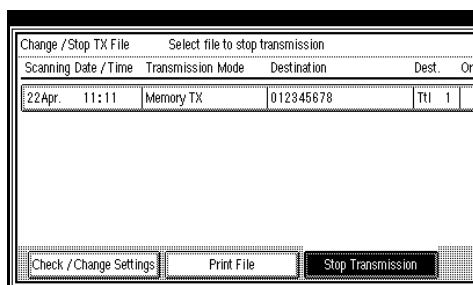 Change / Stop TX File Select file to stop transmission
Scanning Date / Time Transmission Mode Destination Dest. Or
22Apr. 11:11 Memory TX 012345678 Ttl 1
Check / Change Settings Print File Stop Transmission